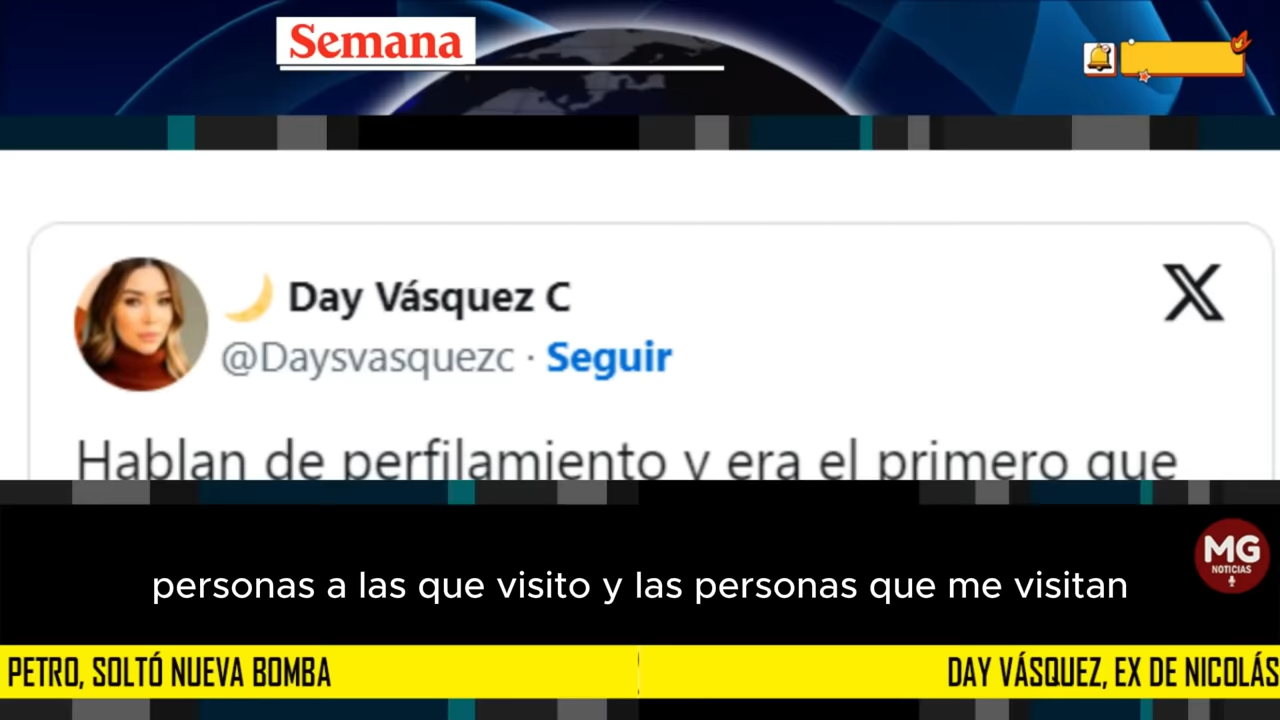 Semana
🌙 Day Vásquez C
@Daysvasquezc · Seguir
Hablan de perfilamiento y era el primero que
personas a las que visito y las personas que me visitan
MG
NOTICIAS
PETRO, SOLTÓ NUEVA BOMBA
DAY VÁSQUEZ, EX DE NICOLÁS